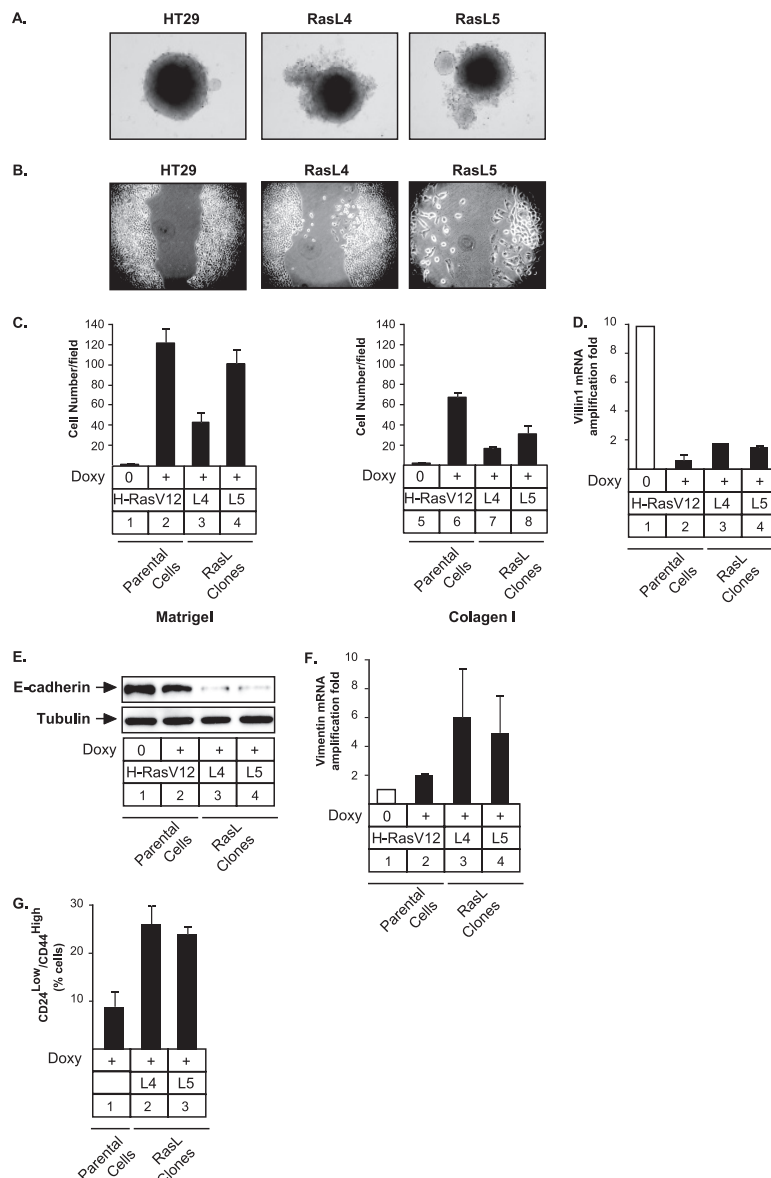 A.
HT29 RasL4 RasL5
B.
HT29 RasL4 RasL5
C.
Cell Number/field
140
120
100
80
60
40
20
Doxy 0 + + +
H-RasV12 L4 L5
1 2 3 4
Parental Cells
RasL Clones
Matrigel
Cell Number/field
140
120
100
80
60
40
20
Doxy 0 + + +
H-RasV12 L4 L5
5 6 7 8
Parental Cells
RasL Clones
Colagen I
D.
Villin1 mRNA
amplification fold
10
8
6
4
2
Doxy 0 + + +
H-RasV12 L4 L5
1 2 3 4
Parental Cells
RasL Clones
E.
E-cadherin
Tubulin
Doxy 0 + + +
H-RasV12 L4 L5
1 2 3 4
Parental Cells
RasL Clones
F.
Vimentin mRNA
amplification fold
10
8
6
4
2
Doxy 0 + + +
H-RasV12 L4 L5
1 2 3 4
Parental Cells
RasL Clones
G.
CD24Low/CD44High
(% cells)
30
20
10
Doxy + + +
L4 L5
1 2 3
Parental Cells
RasL Clones